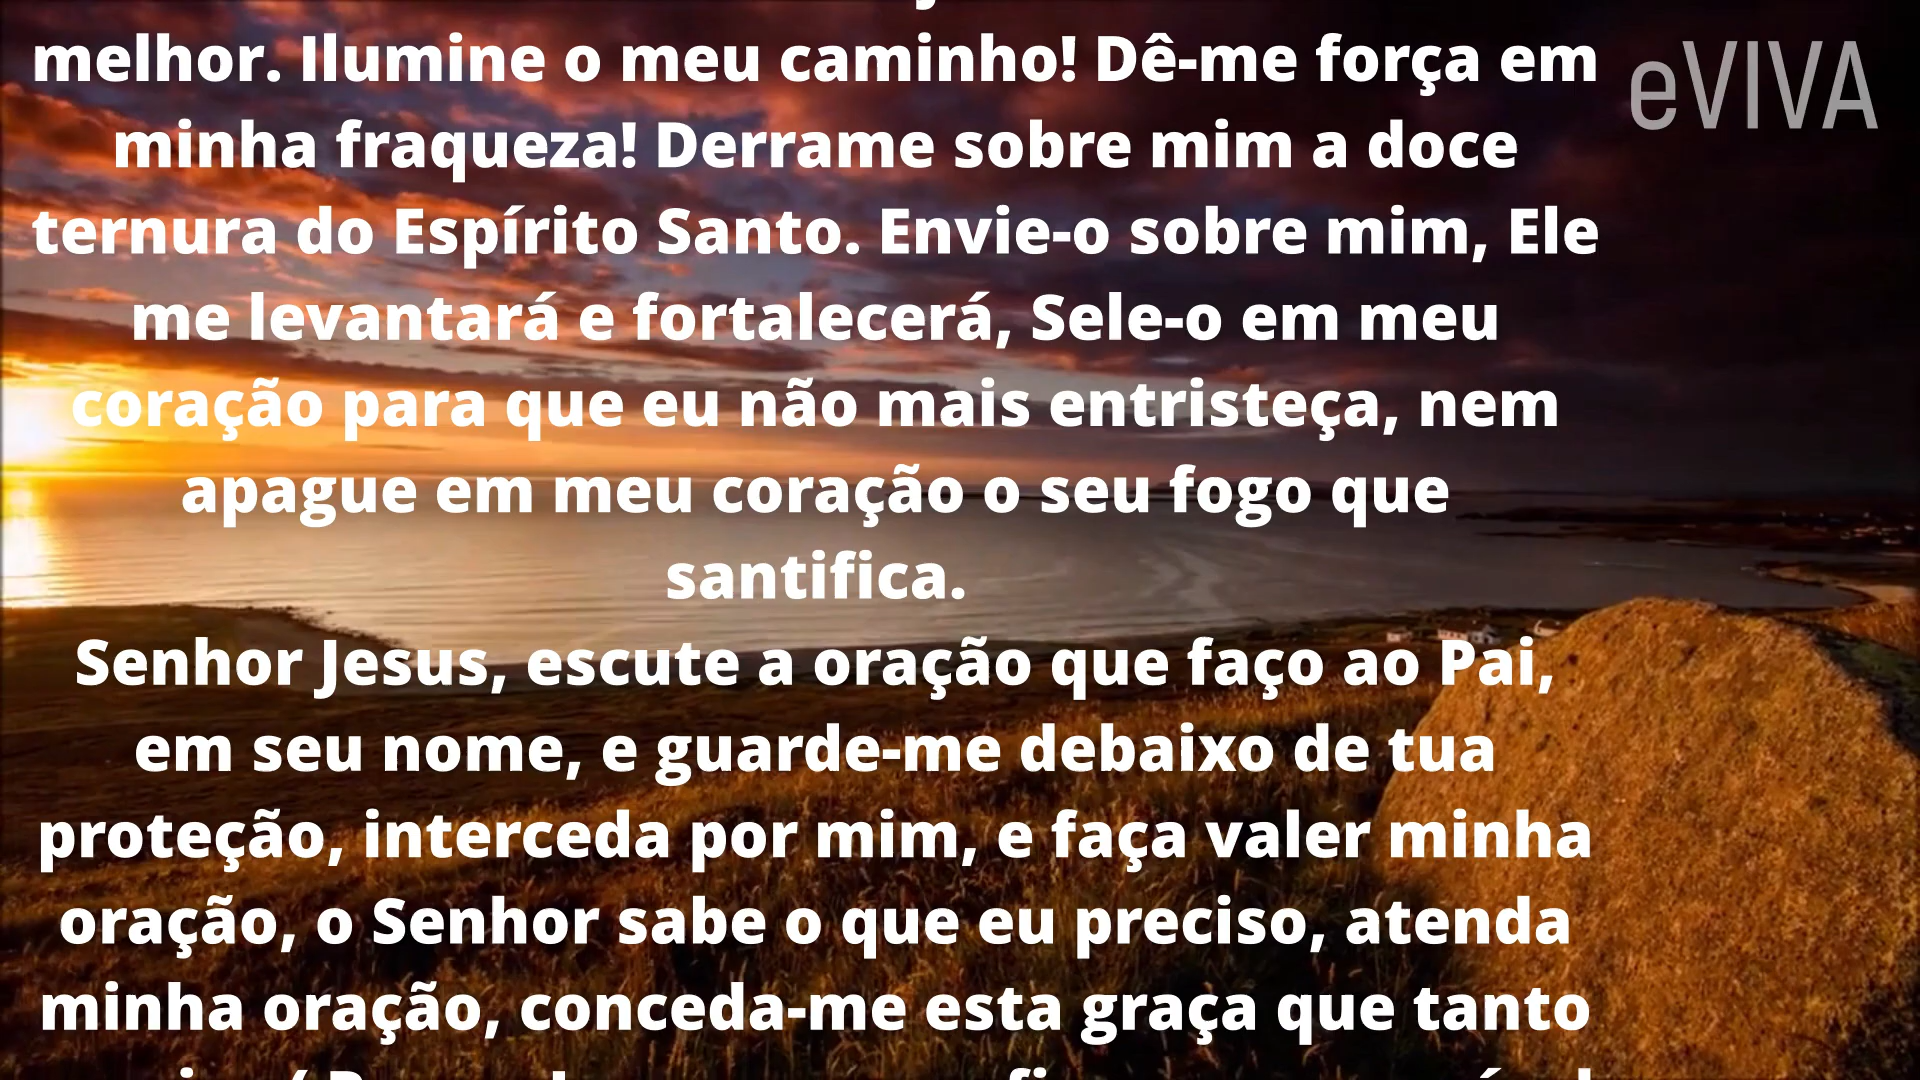 melhor. Ilumine o meu caminho! Dê-me força em
eVIVA
minha fraqueza! Derrame sobre mim a doce
ternura do Espírito Santo. Envie-o sobre mim, Ele
me levantará e fortalecerá, Sele-o em meu
coração para que eu não mais entristeça, nem
apague em meu coração o seu fogo que
santifica.
Senhor Jesus, escute a oração que faço ao Pai,
em seu nome, e guarde-me debaixo de tua
proteção, interceda por mim, e faça valer minha
oração, o Senhor sabe o que eu preciso, atenda
minha oração, conceda-me esta graça que tanto